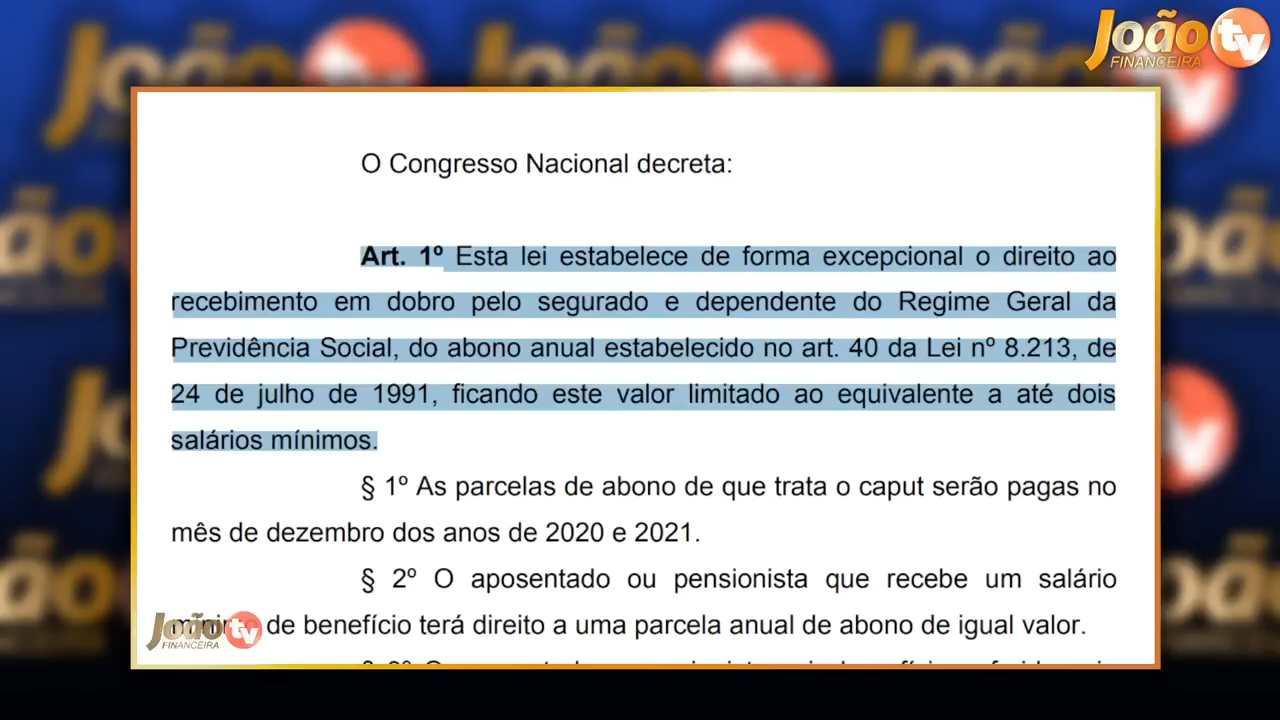 João tv
FINANCEIRA
O Congresso Nacional decreta:
Art. 1º Esta lei estabelece de forma excepcional o direito ao
recebimento em dobro pelo segurado e dependente do Regime Geral da
Previdência Social, do abono anual estabelecido no art. 40 da Lei nº 8.213, de
24 de julho de 1991, ficando este valor limitado ao equivalente a até dois
salários mínimos.
§ 1º As parcelas de abono de que trata o caput serão pagas no
mês de dezembro dos anos de 2020 e 2021.
§ 2º O aposentado ou pensionista que recebe um salário
de benefício terá direito a uma parcela anual de abono de igual valor.
João tv
FINANCEIRA